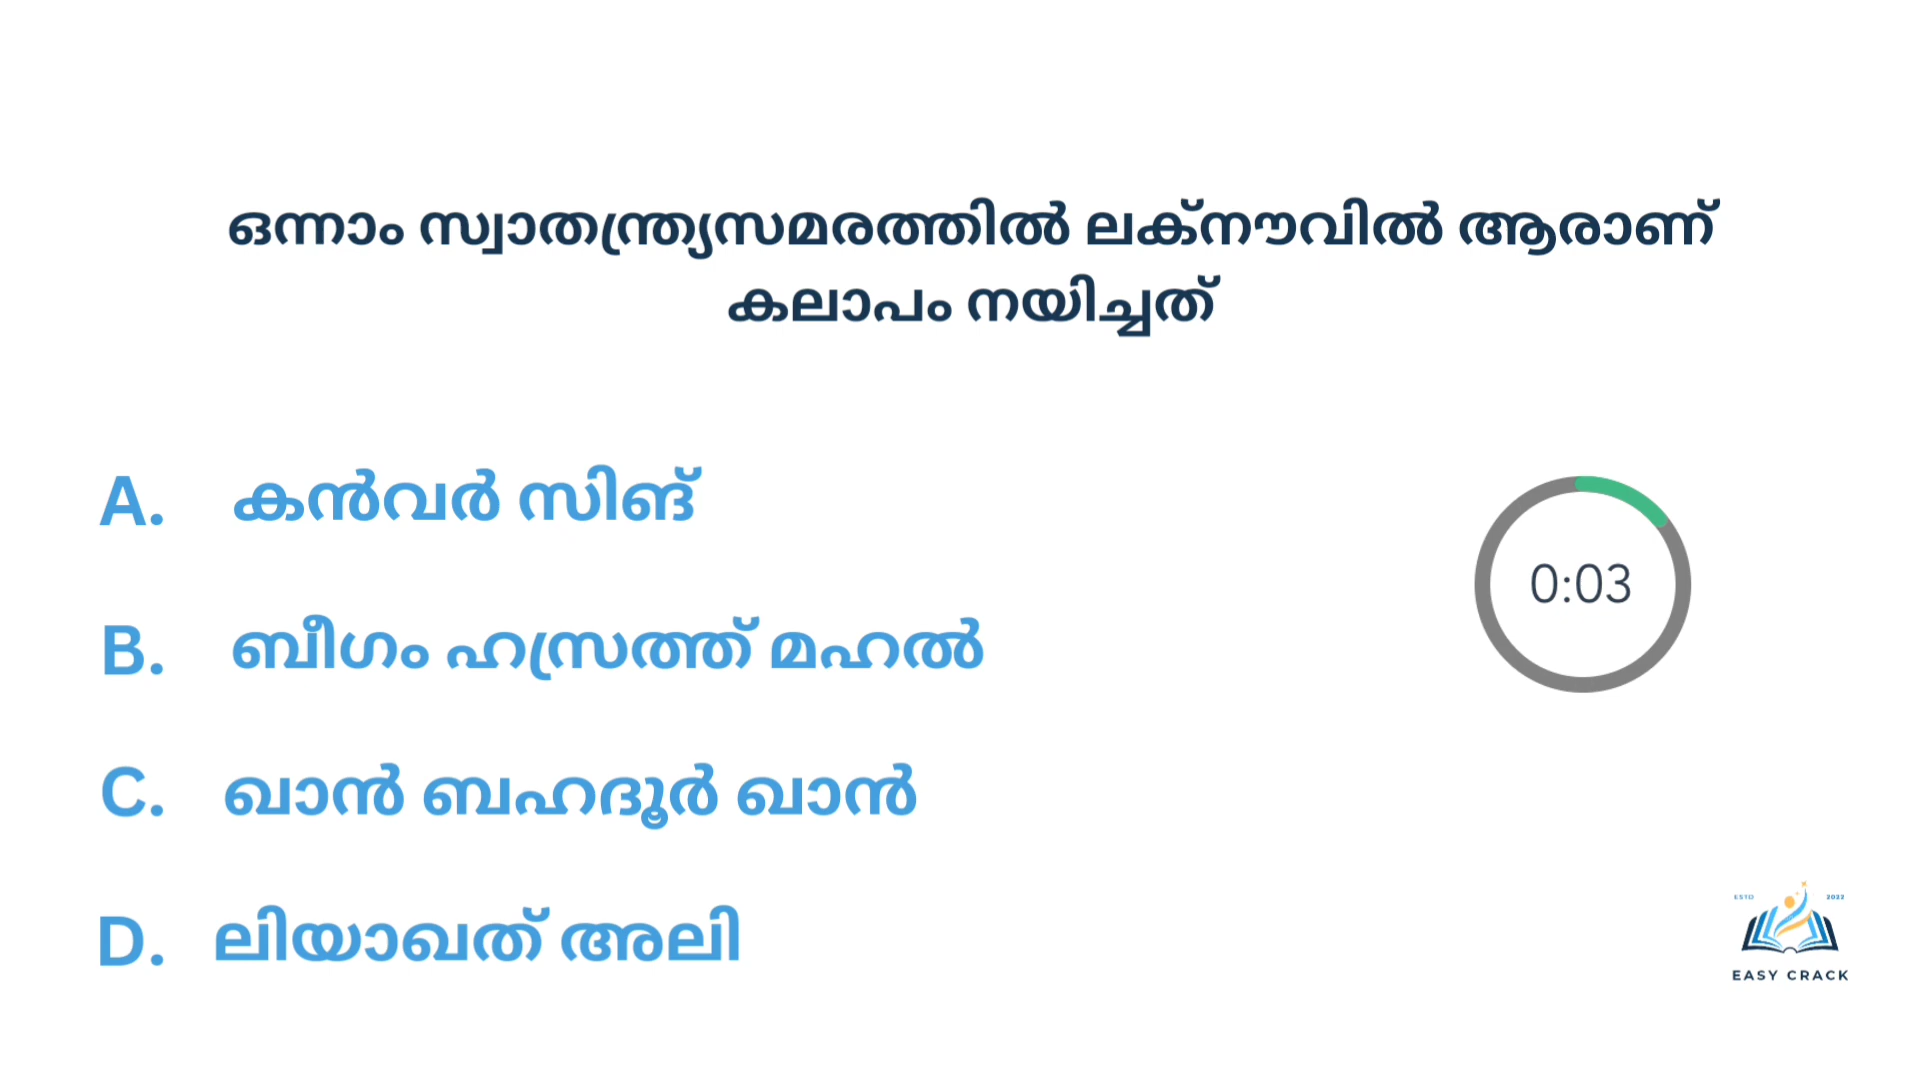 ഒന്നാം സ്വാതന്ത്ര്യസമരത്തിൽ ലക്നൗവിൽ ആരാണ്
കലാപം നയിച്ചത്
A. കൻവർ സിങ്
B. ബീഗം ഹസ്രത്ത് മഹൽ
0:03
C. ഖാൻ ബഹദൂർ ഖാൻ
D. ലിയാഖത് അലി
ESTD 2022
EASY CRACK